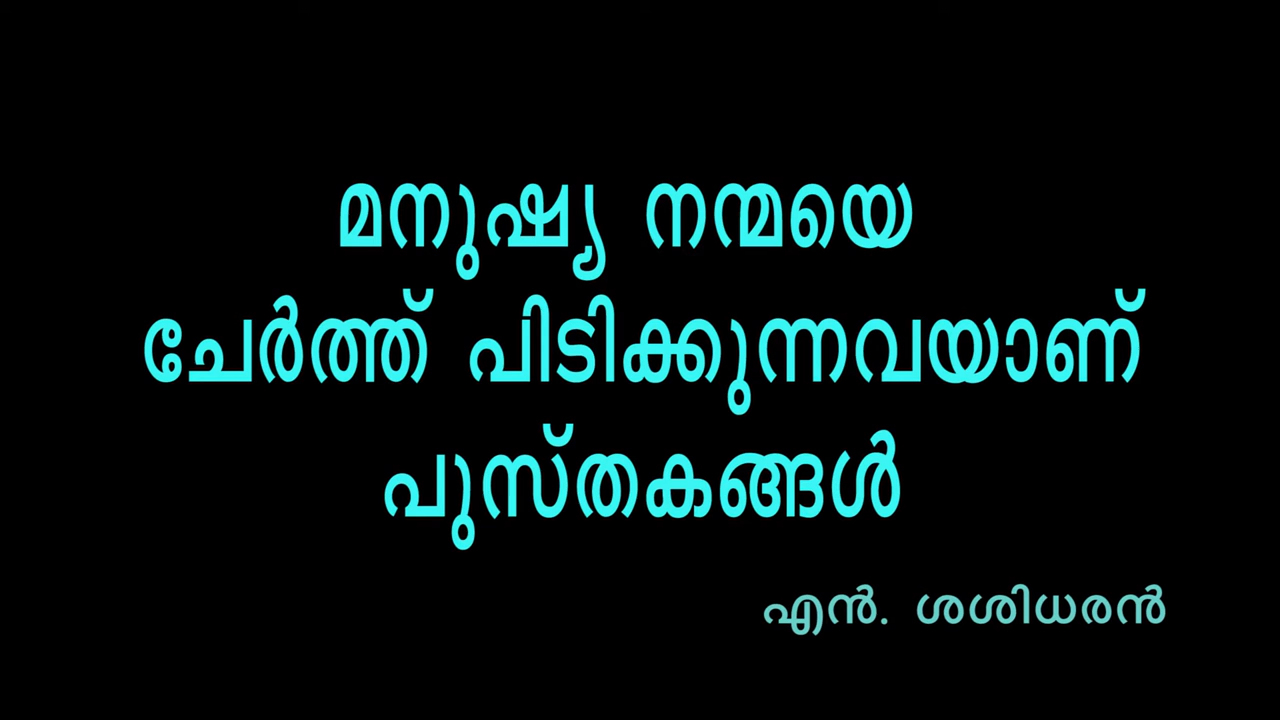 മനുഷ്യ നന്മയെ
ചേർത്ത് പിടിക്കുന്നവയാണ്
പുസ്തകങ്ങൾ
എൻ. ശശിധരൻ